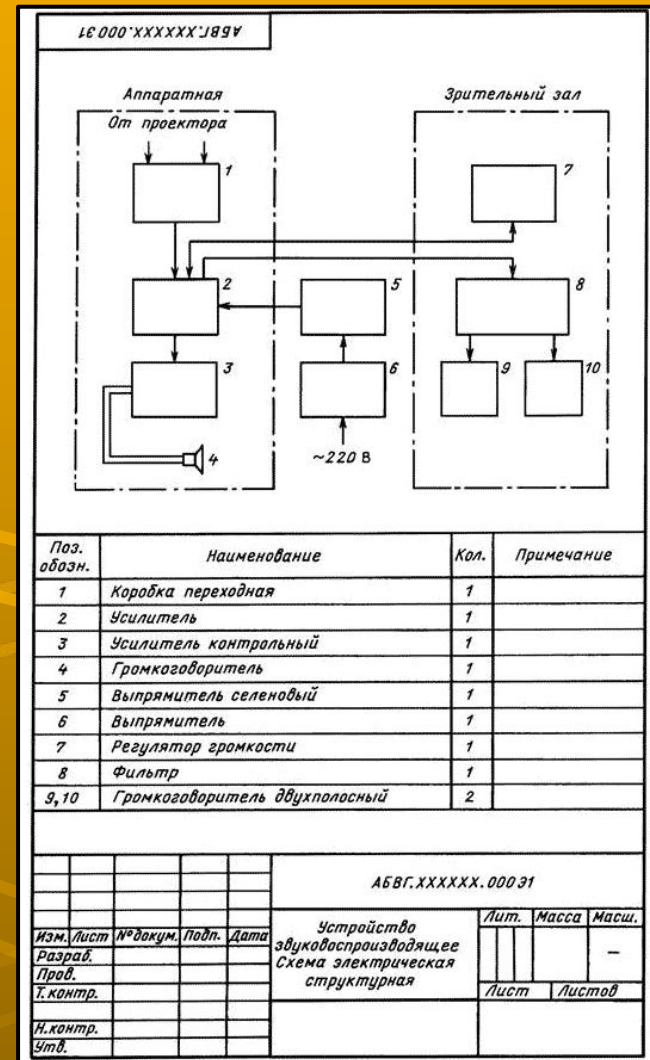 АБВГ.XXXXXX.000Э1
Аппаратная
Зрительный зал
От проектора
1
7
2
5
8
3
6
9
10
4
~220 В
Поз. обозн.
Наименование
Кол.
Примечание
1 Коробка переходная 1
2 Усилитель 1
3 Усилитель контрольный 1
4 Громкоговоритель 1
5 Выпрямитель селеновый 1
6 Выпрямитель 1
7 Регулятор громкости 1
8 Фильтр 1
9,10 Громкоговоритель двухполосный 2
АБВГ.XXXXXX.000Э1
Изм. Лист № докум. Подп. Дата
Разраб.
Пров.
Т.контр.
Н.контр.
Утв.
Устройство
звуковоспроизводящее
Схема электрическая
структурная
Лит. Масса Масш.
–
Лист Листов